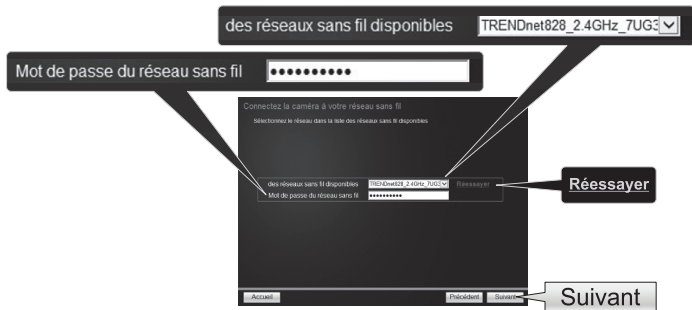 des réseaux sans fil disponibles TRENDnet828_2.4GHz_7UG3
Mot de passe du réseau sans fil ••••••••••
Connectez la caméra à votre réseau sans fil
Sélectionnez le réseau dans la liste des réseaux sans fil disponibles
des réseaux sans fil disponibles TRENDnet828_2.4GHz_7UG3 Réessayer
Mot de passe du réseau sans fil ••••••••••
Réessayer
Accueil Précédent Suivant
Suivant